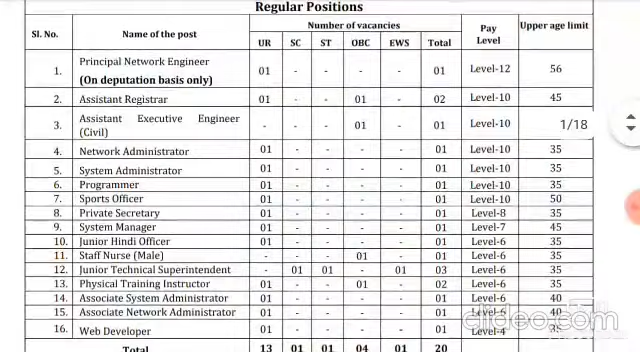 Regular Positions
Sl. No. Name of the post Number of vacancies Pay Level Upper age limit
UR SC ST OBC EWS Total
1. Principal Network Engineer (On deputation basis only) 01 - - - - 01 Level-12 56
2. Assistant Registrar 01 - - 01 - 02 Level-10 45
3. Assistant Executive Engineer (Civil) - - - 01 - 01 Level-10
1/18
4. Network Administrator 01 - - - - 01 Level-10 35
5. System Administrator 01 - - - - 01 Level-10 35
6. Programmer 01 - - - - 01 Level-10 35
7. Sports Officer 01 - - - - 01 Level-10 50
8. Private Secretary 01 - - - - 01 Level-8 35
9. System Manager 01 - - - - 01 Level-7 45
10. Junior Hindi Officer 01 - - - - 01 Level-6 35
11. Staff Nurse (Male) - - - 01 - 01 Level-6 35
12. Junior Technical Superintendent - 01 01 - 01 03 Level-6 35
13. Physical Training Instructor 01 - - 01 - 02 Level-6 35
14. Associate System Administrator 01 - - - - 01 Level-6 40
15. Associate Network Administrator 01 - - - - 01 Level-6 40
16. Web Developer 01 - - - - 01 Level-4 35
Total 13 01 01 04 01 20
clideo.com